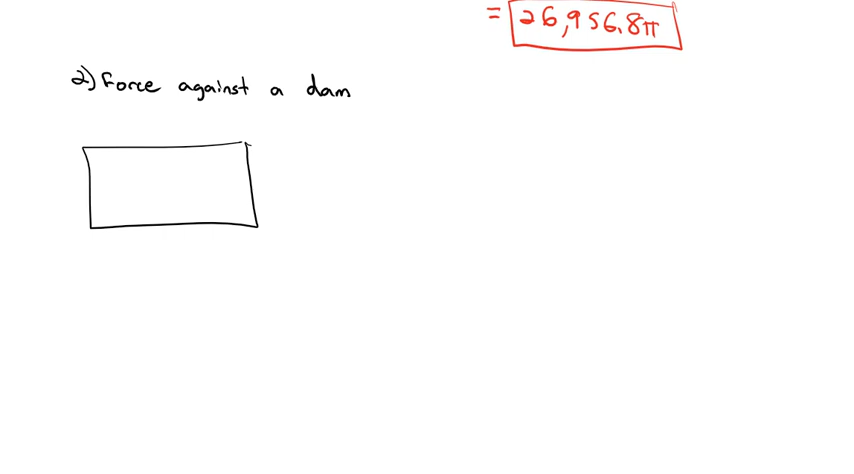 = 26,956.8π
2) Force against a dam